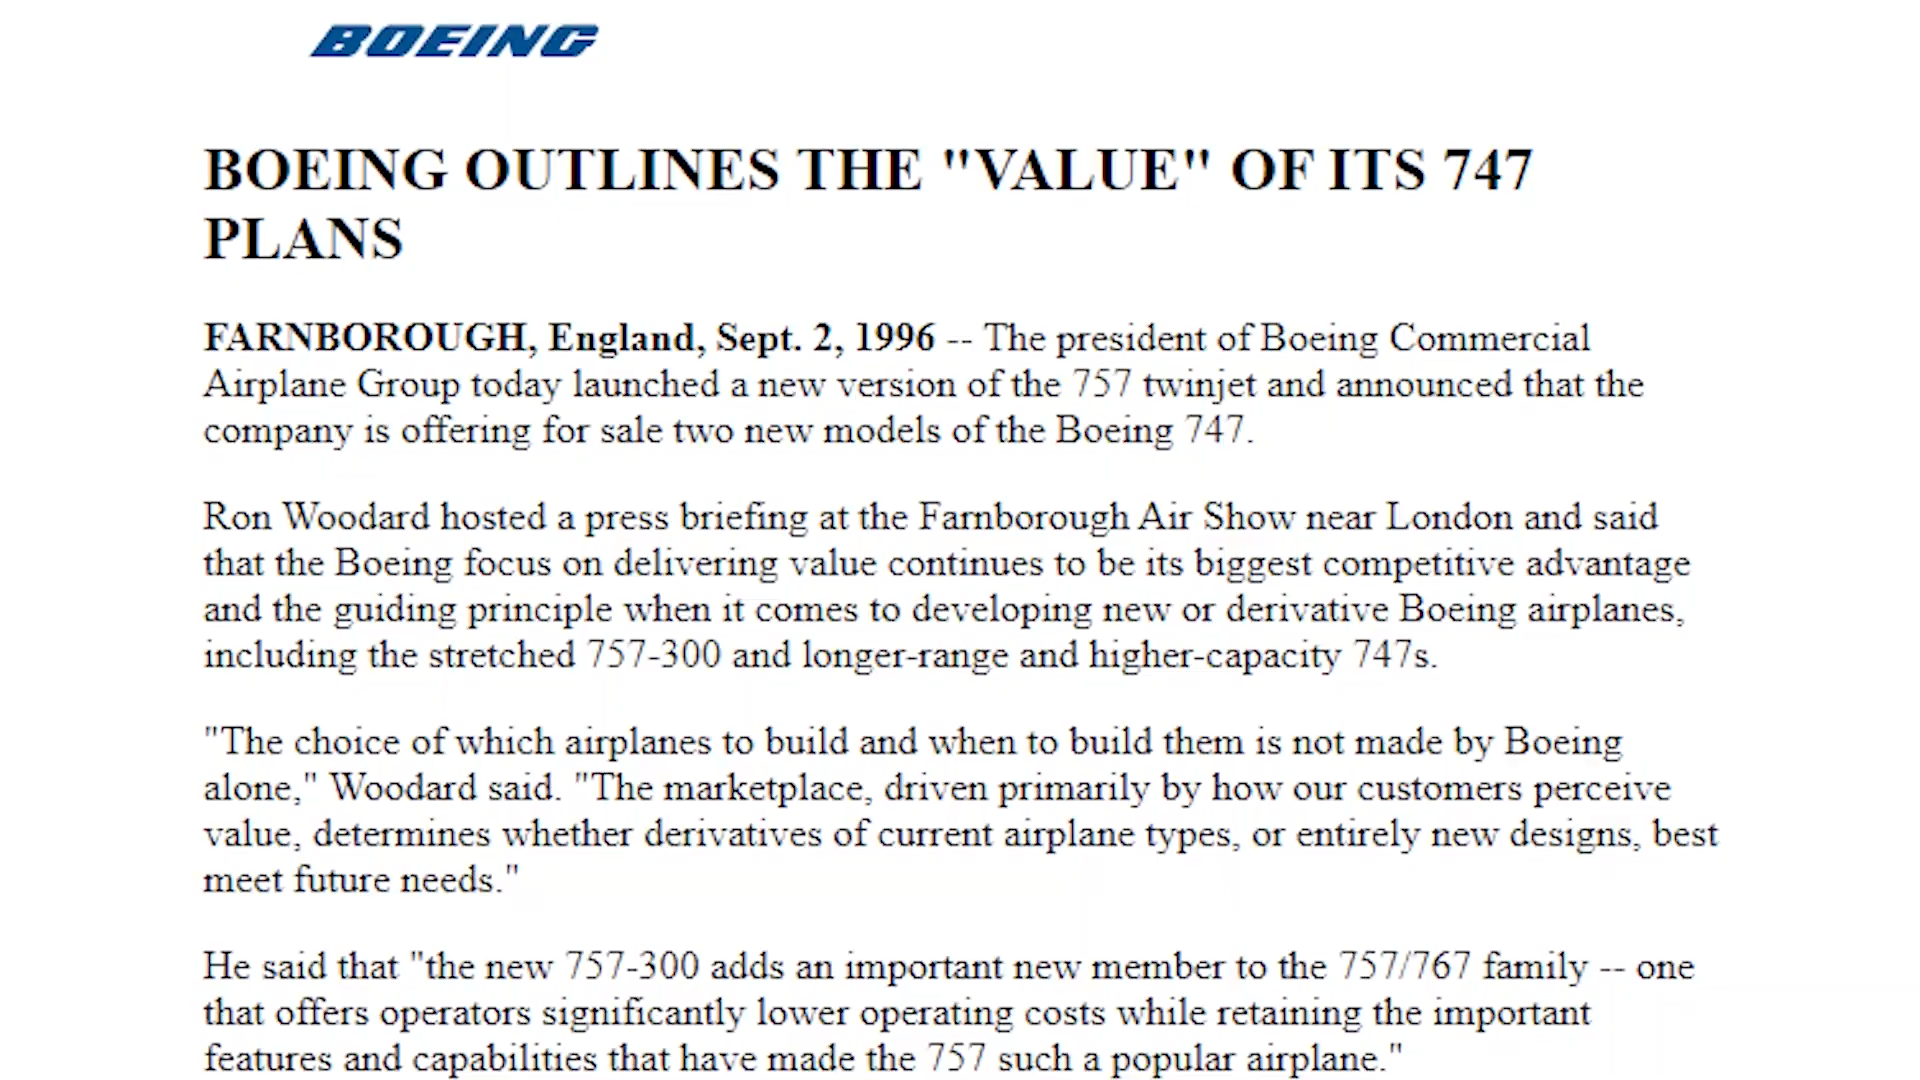 BOEING
BOEING OUTLINES THE "VALUE" OF ITS 747
PLANS
FARNBOROUGH, England, Sept. 2, 1996 -- The president of Boeing Commercial
Airplane Group today launched a new version of the 757 twinjet and announced that the
company is offering for sale two new models of the Boeing 747.
Ron Woodard hosted a press briefing at the Farnborough Air Show near London and said
that the Boeing focus on delivering value continues to be its biggest competitive advantage
and the guiding principle when it comes to developing new or derivative Boeing airplanes,
including the stretched 757-300 and longer-range and higher-capacity 747s.
"The choice of which airplanes to build and when to build them is not made by Boeing
alone," Woodard said. "The marketplace, driven primarily by how our customers perceive
value, determines whether derivatives of current airplane types, or entirely new designs, best
meet future needs."
He said that "the new 757-300 adds an important new member to the 757/767 family -- one
that offers operators significantly lower operating costs while retaining the important
features and capabilities that have made the 757 such a popular airplane."